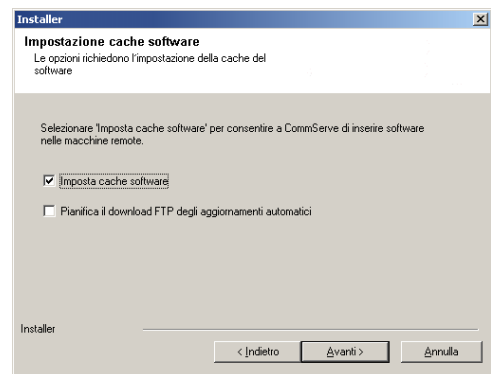 Installer
Impostazione cache software
Le opzioni richiedono l'impostazione della cache del
software
Selezionare 'Imposta cache software' per consentire a CommServe di inserire software
nelle macchine remote.
Imposta cache software
Pianifica il download FTP degli aggiornamenti automatici
Installer
< Indietro
Avanti >
Annulla